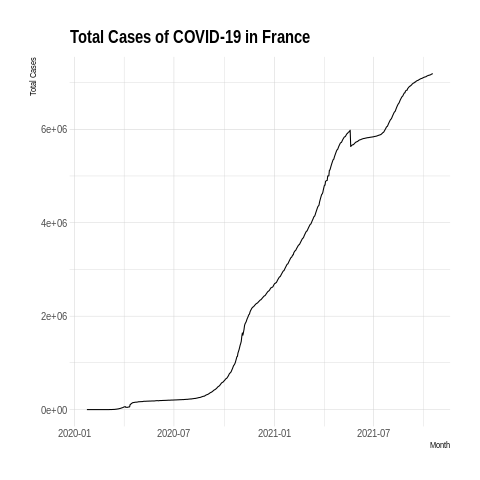 Total Cases of COVID-19 in France
Total Cases
6e+06
4e+06
2e+06
0e+00
2020-01 2020-07 2021-01 2021-07
Month